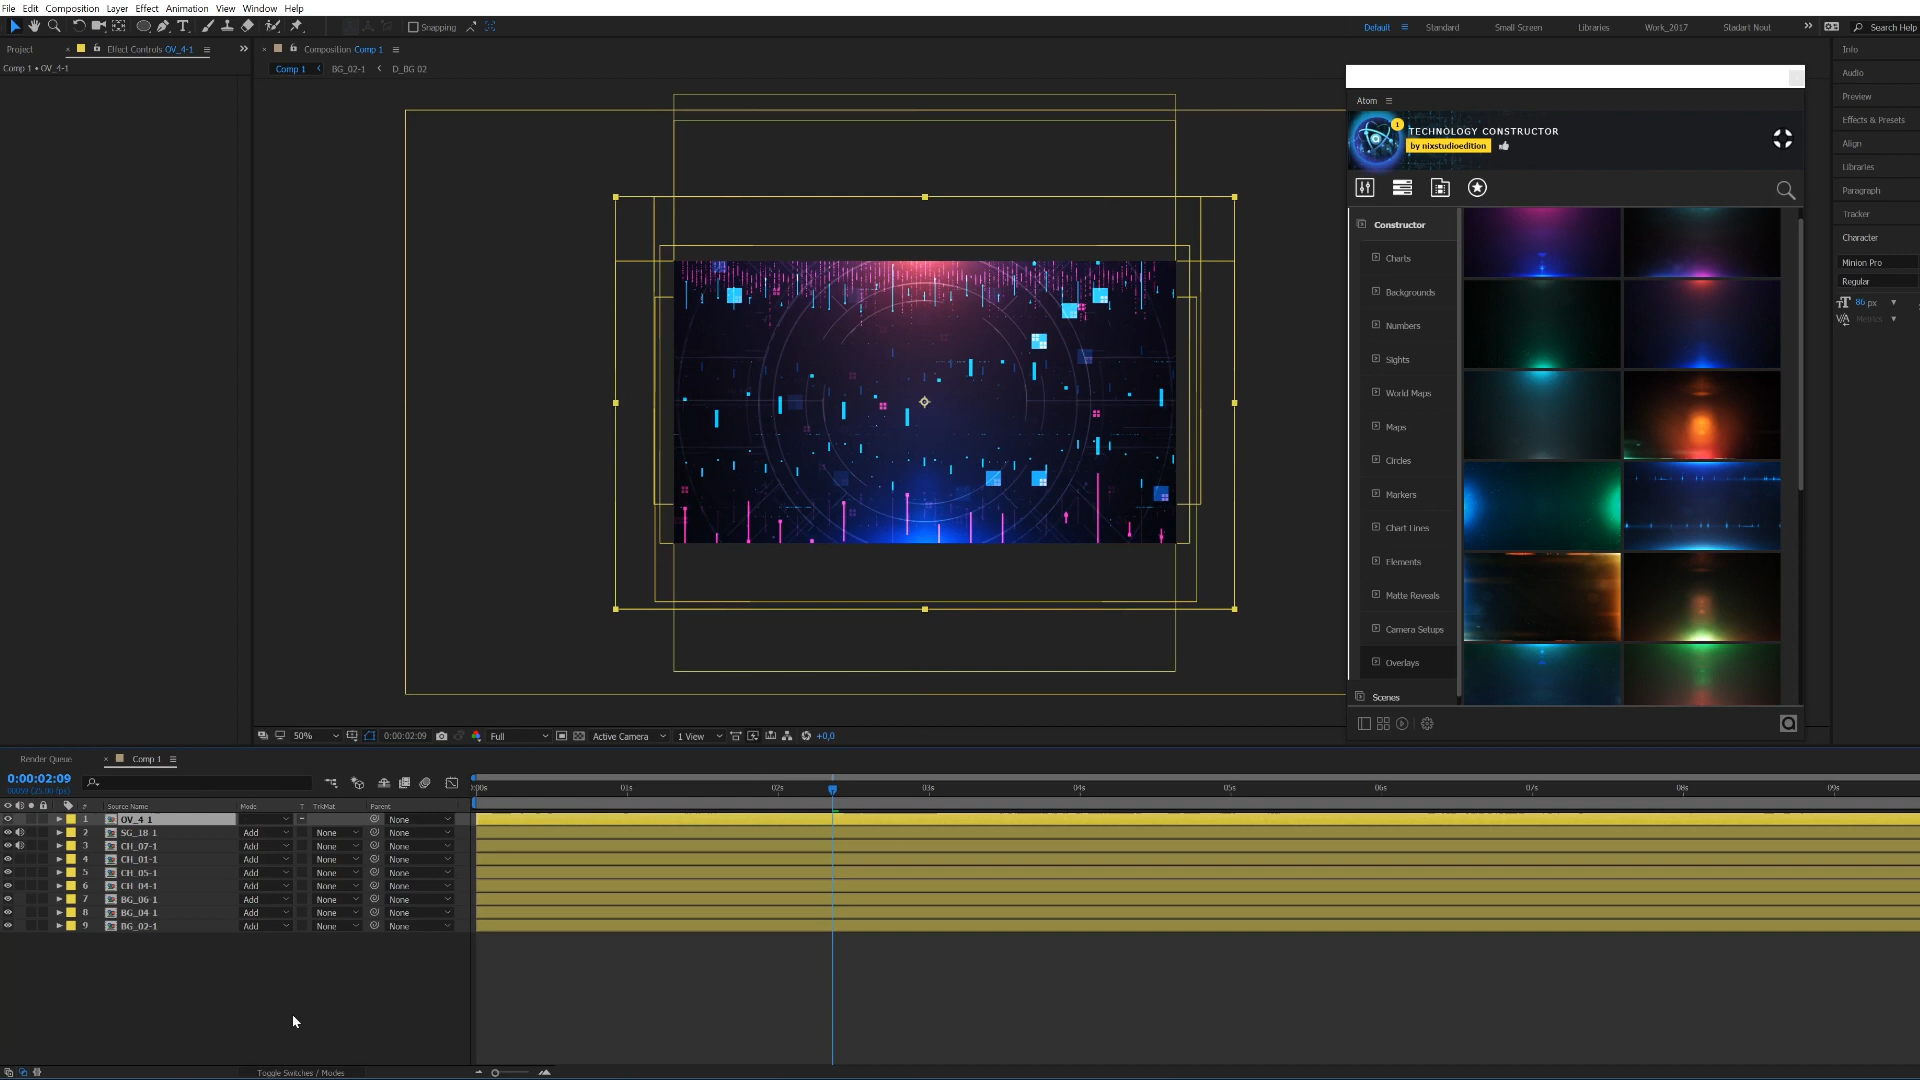 File Edit Composition Layer Effect Animation View Window Help
Snapping
Default Standard Small Screen Libraries Work_2017 Stadart Nout Search Help
Project Effect Controls OV_4-1
Comp 1 • OV_4-1
Composition Comp 1
Comp 1 BG_02-1 D_BG 02
Info
Audio
Preview
Effects & Presets
Align
Libraries
Paragraph
Tracker
Character
Minion Pro
Regular
86 px
Metrics
Atom
1
TECHNOLOGY CONSTRUCTOR
by nixstudioedition
Constructor
Charts
Backgrounds
Numbers
Sights
World Maps
Maps
Circles
Markers
Chart Lines
Elements
Matte Reveals
Camera Setups
Overlays
Scenes
50% 0:00:02:09 Full Active Camera 1 View +0,0
Render Queue Comp 1
0:00:02:09
00059 (25.00 fps)
:00s 01s 02s 03s 04s 05s 06s 07s 08s 09s
# Source Name Mode T TrkMat Parent
1 OV_4 1 None
2 SG_18 1 Add None None
3 CH_07-1 Add None None
4 CH_01-1 Add None None
5 CH_05-1 Add None None
6 CH_04-1 Add None None
7 BG_06 1 Add None None
8 BG_04 1 Add None None
9 BG_02-1 Add None None
Toggle Switches / Modes